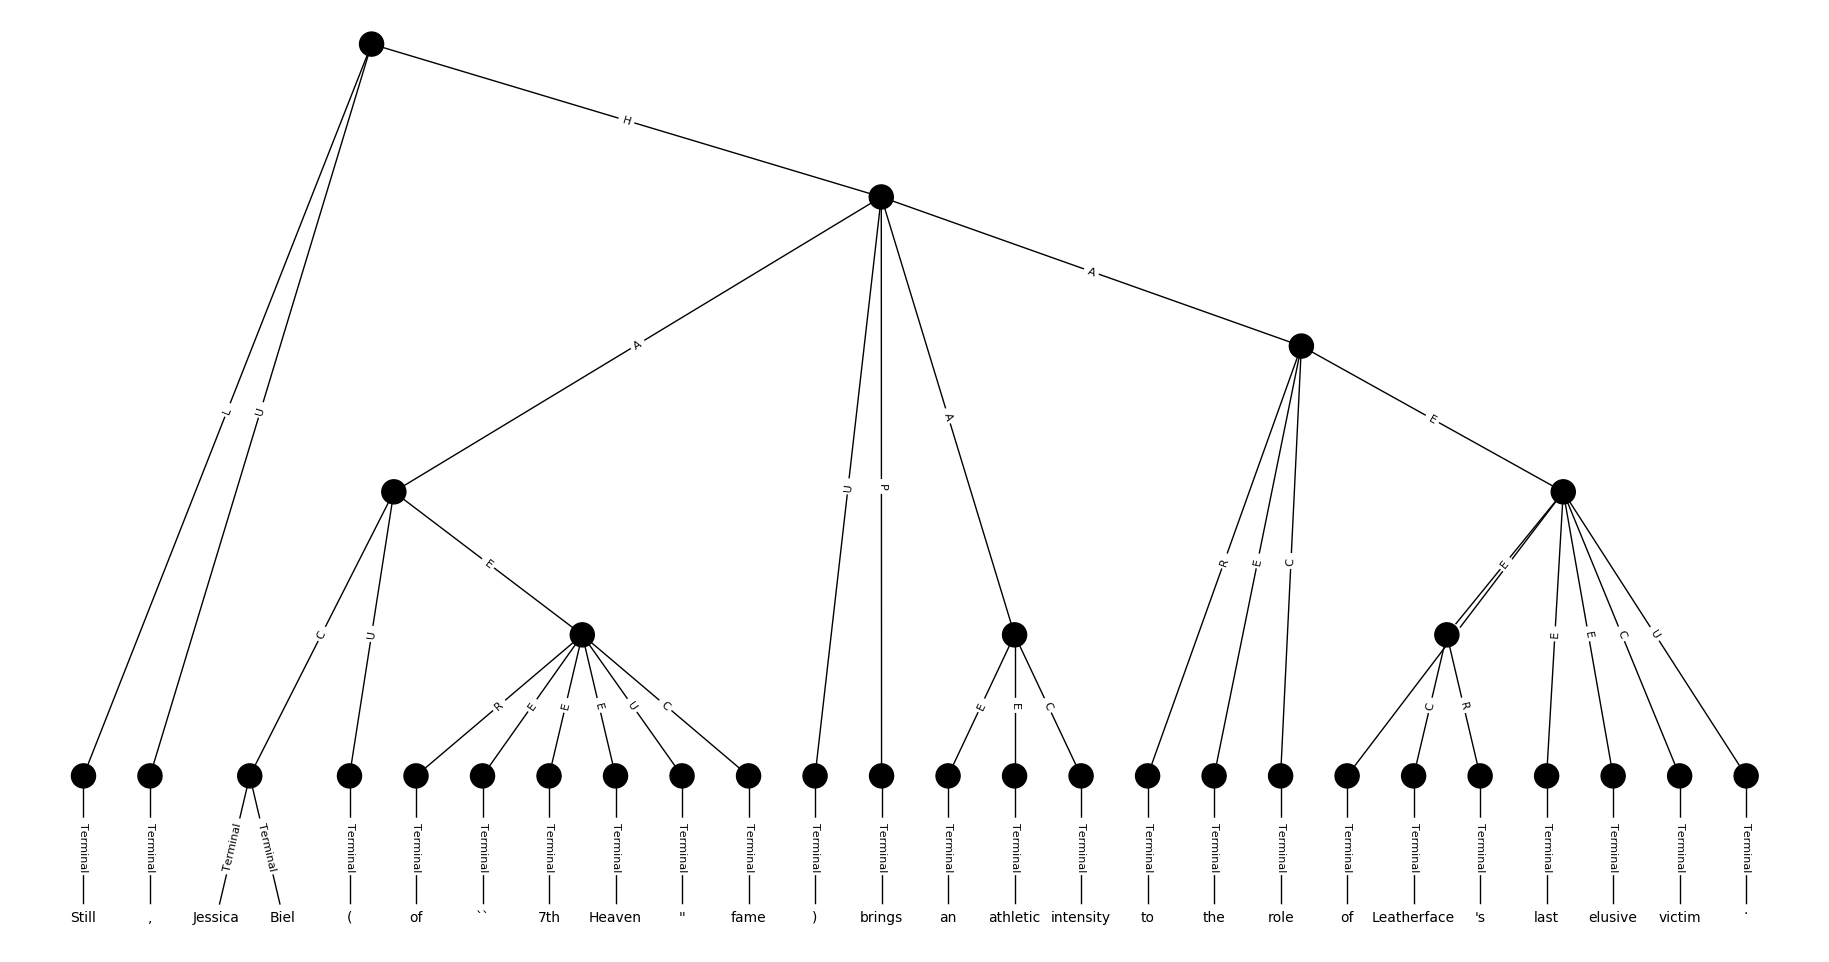 H
A
A
L
U
A
E
U
P
E
R
E
C
E
C
U
E
E
C
U
R
E
E
E
U
C
E
E
C
C
R
Terminal Terminal Terminal Terminal Terminal Terminal Terminal Terminal Terminal Terminal Terminal Terminal Terminal Terminal Terminal Terminal Terminal Terminal Terminal Terminal Terminal Terminal Terminal Terminal Terminal Terminal
Still , Jessica Biel ( of `` 7th Heaven " fame ) brings an athletic intensity to the role of Leatherface 's last elusive victim .